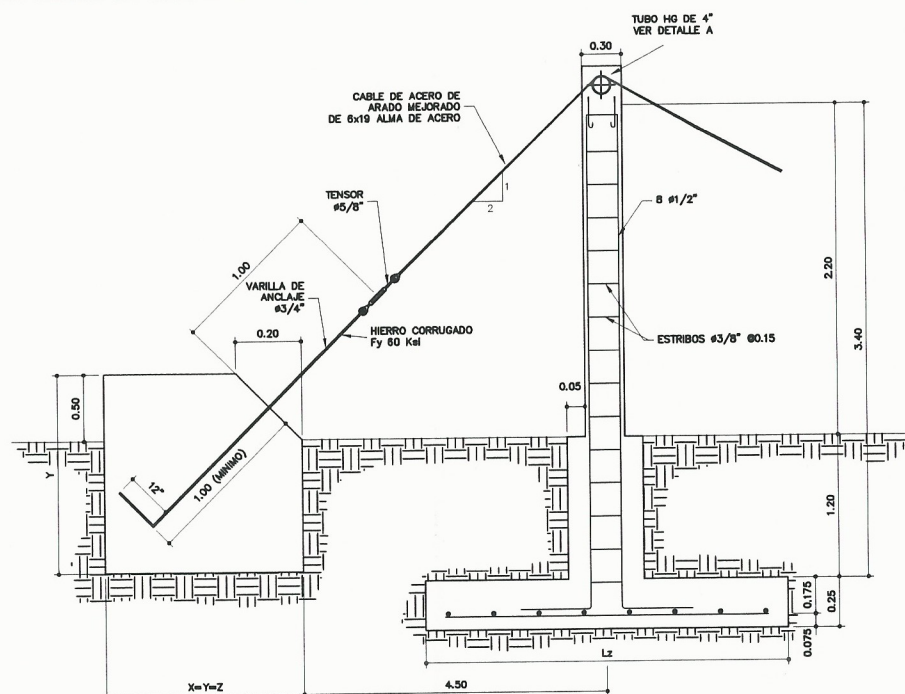 TUBO HG DE 4"
VER DETALLE A
0.30
CABLE DE ACERO DE
ARADO MEJORADO
DE 6x19 ALMA DE ACERO
1
2
TENSOR
ø5/8"
8 ø1/2"
1.00
2.20
VARILLA DE
ANCLAJE
ø3/4"
HIERRO CORRUGADO
Fy 60 Ksi
ESTRIBOS ø3/8" @0.15
3.40
0.20
0.05
0.50
Y
1.00 (MINIMO)
12"
1.20
0.175
0.25
0.075
Lz
X=Y=Z
4.50